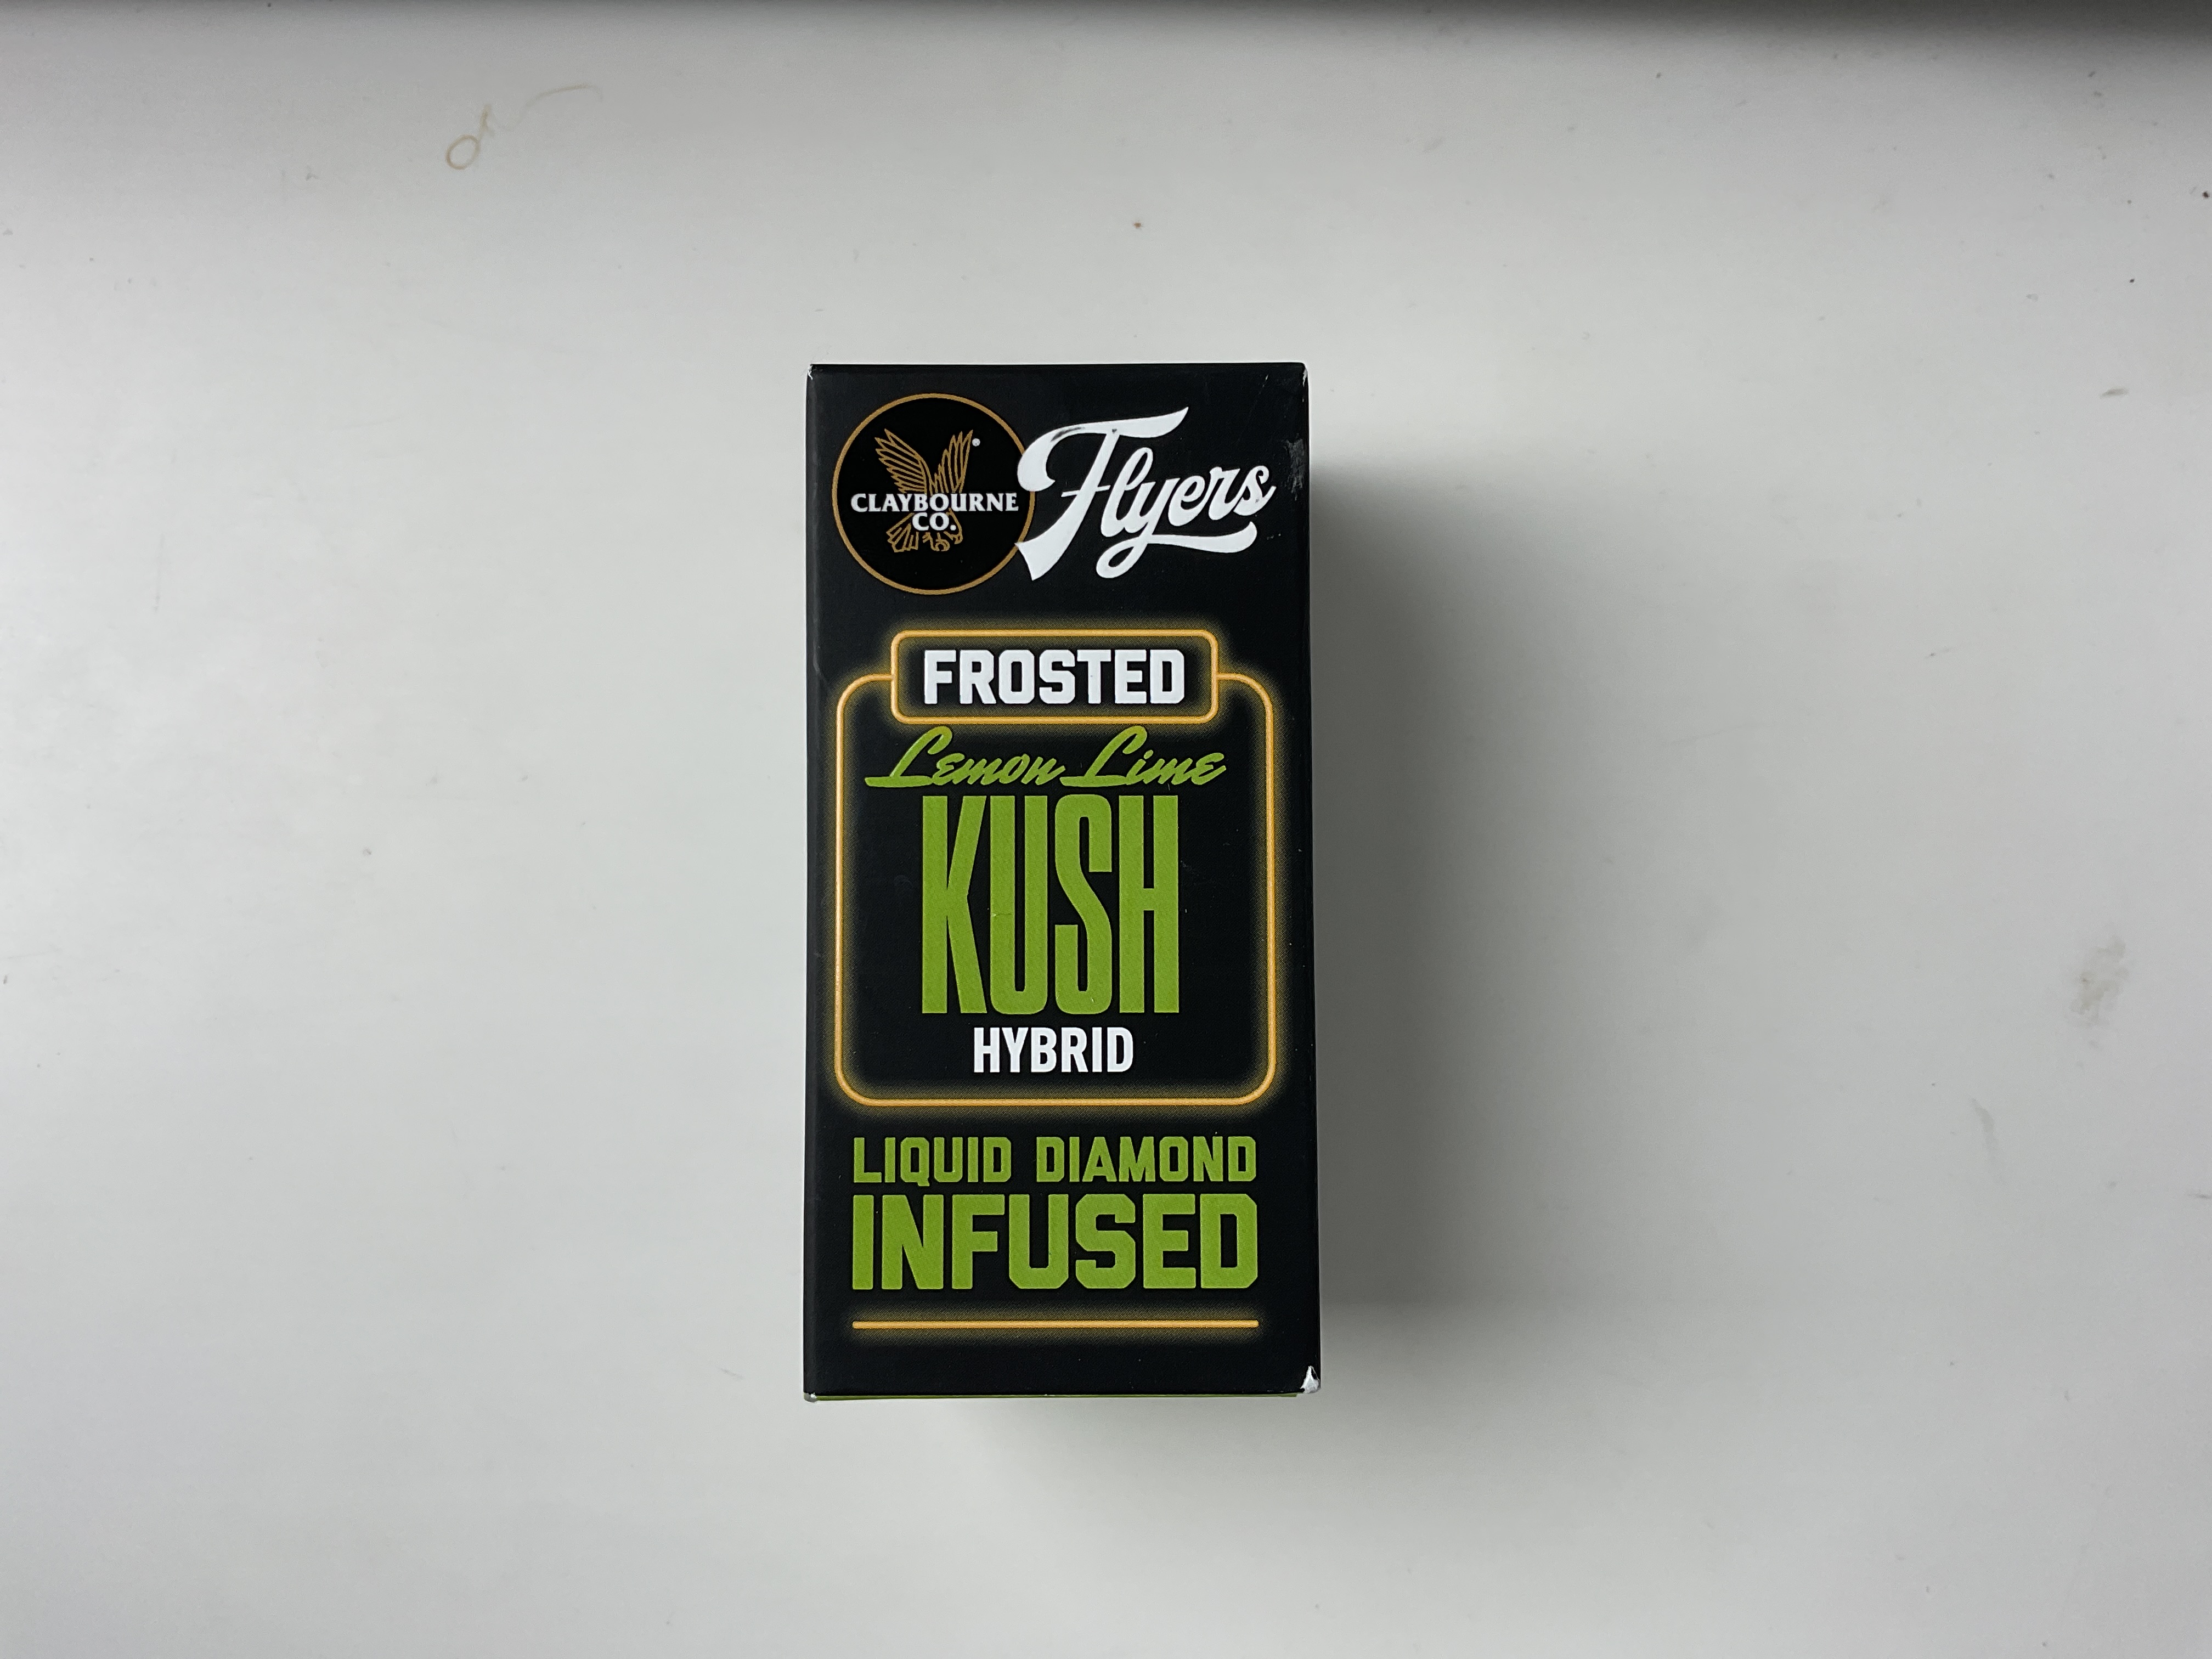 CLAYBOURNE
CO.
Flyers
FROSTED
Lemon Lime
KUSH
HYBRID
LIQUID DIAMOND
INFUSED